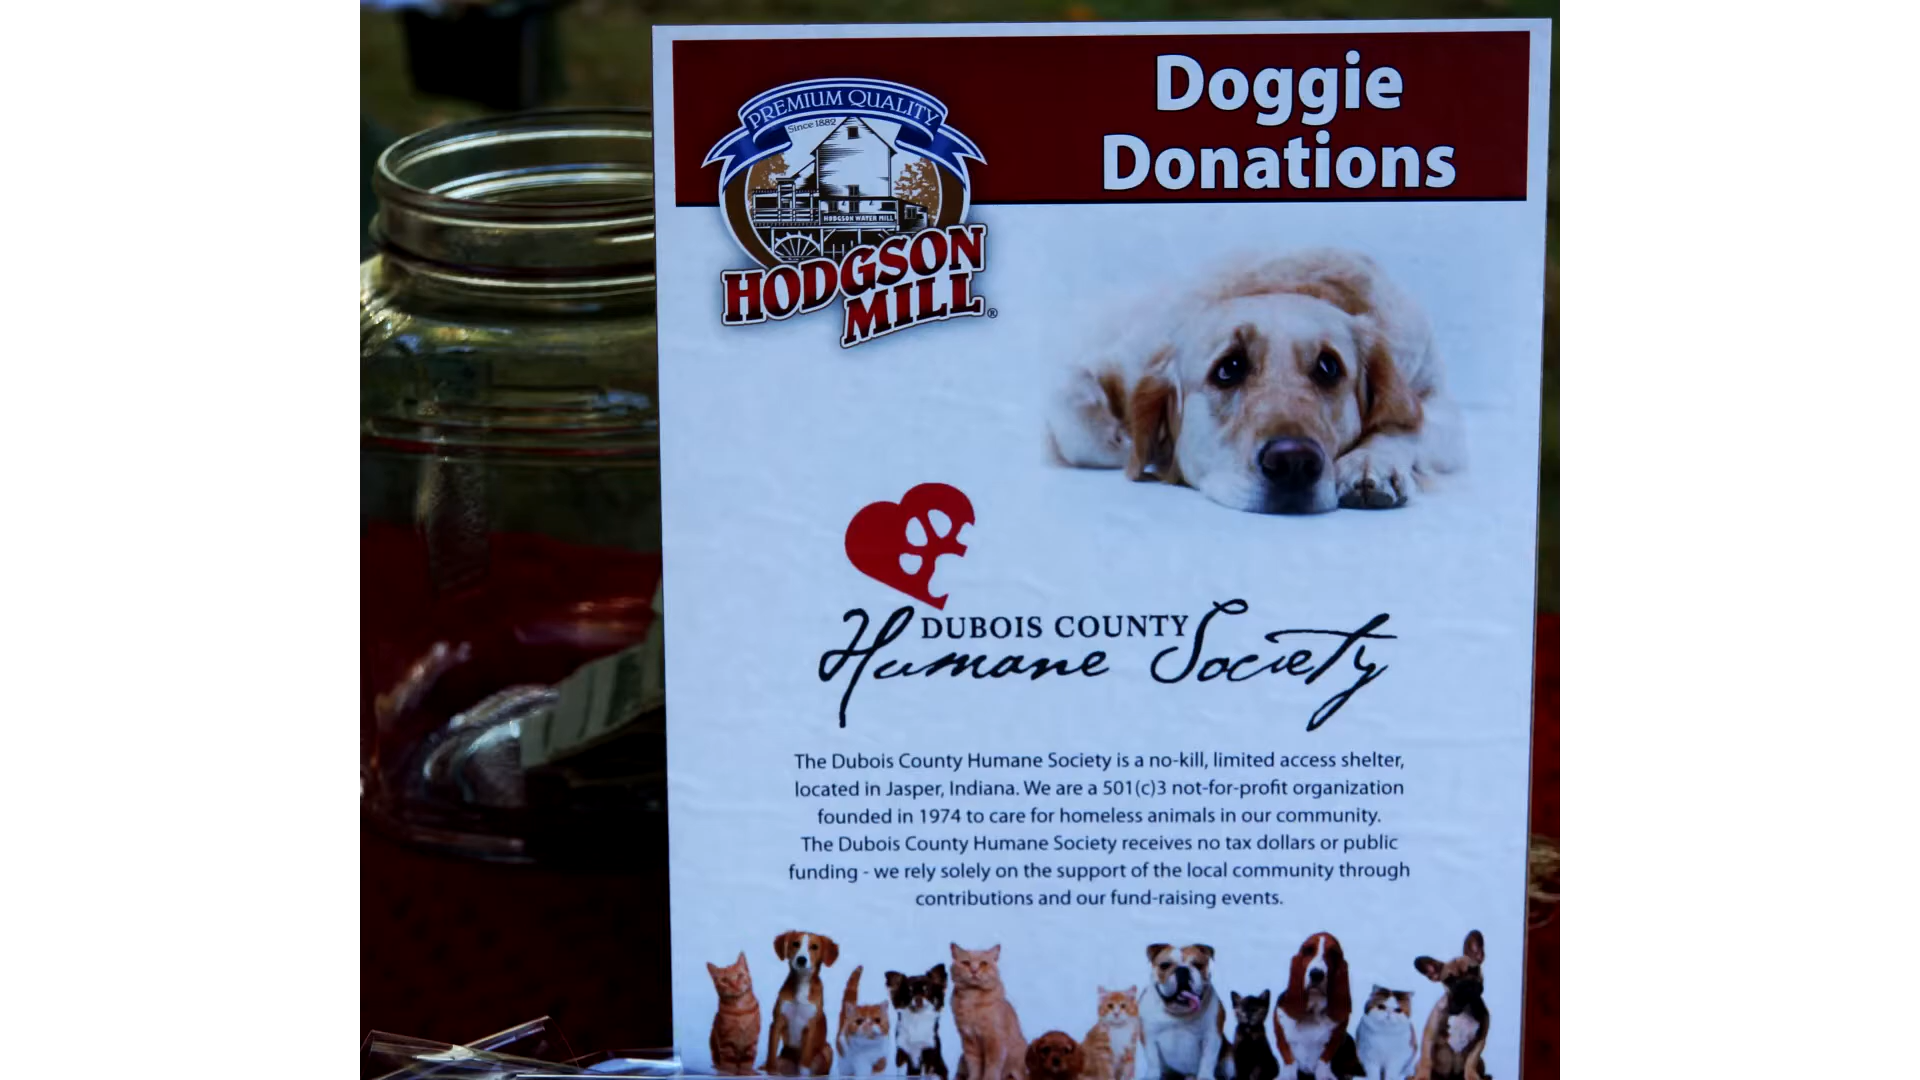 Doggie
Donations
PREMIUM QUALITY
Since 1882
HODGSON WATER MILL
HODGSON
MILL®
DUBOIS COUNTY
Humane Society
The Dubois County Humane Society is a no-kill, limited access shelter,
located in Jasper, Indiana. We are a 501(c)3 not-for-profit organization
founded in 1974 to care for homeless animals in our community.
The Dubois County Humane Society receives no tax dollars or public
funding - we rely solely on the support of the local community through
contributions and our fund-raising events.